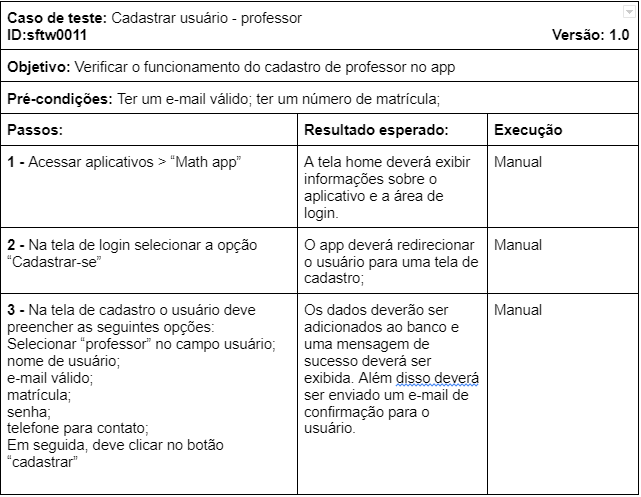 Caso de teste: Cadastrar usuário - professor
ID:sftw0011 Versão: 1.0
Objetivo: Verificar o funcionamento do cadastro de professor no app
Pré-condições: Ter um e-mail válido; ter um número de matrícula;
Passos: Resultado esperado: Execução
1 - Acessar aplicativos > “Math app”
A tela home deverá exibir
informações sobre o
aplicativo e a área de
login.
Manual
2 - Na tela de login selecionar a opção
“Cadastrar-se”
O app deverá redirecionar
o usuário para uma tela de
cadastro;
Manual
3 - Na tela de cadastro o usuário deve
preencher as seguintes opções:
Selecionar “professor” no campo usuário;
nome de usuário;
e-mail válido;
matrícula;
senha;
telefone para contato;
Em seguida, deve clicar no botão
“cadastrar”
Os dados deverão ser
adicionados ao banco e
uma mensagem de
sucesso deverá ser
exibida. Além disso deverá
ser enviado um e-mail de
confirmação para o
usuário.
Manual